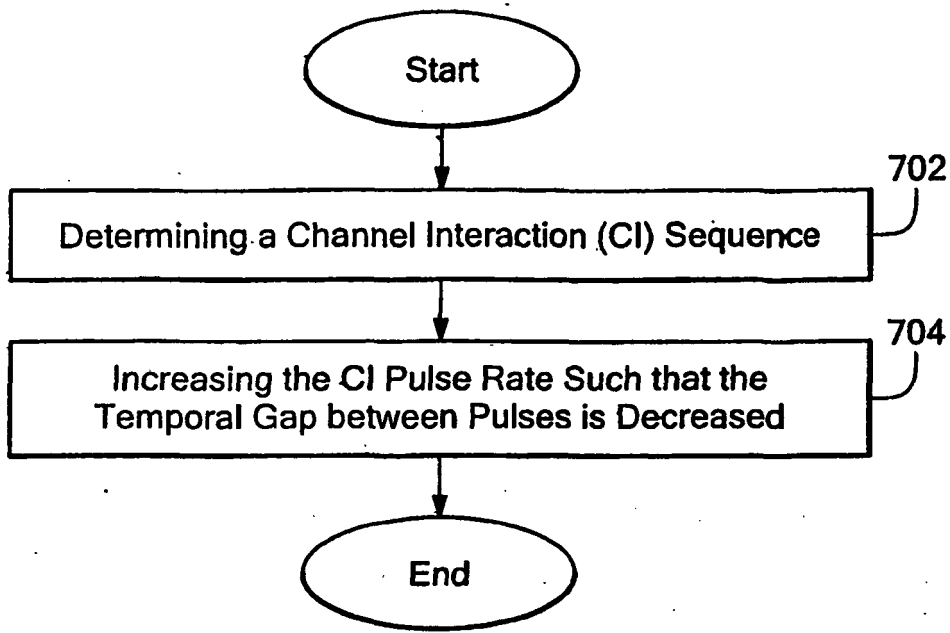 Start
702
Determining a Channel Interaction (CI) Sequence
704
Increasing the CI Pulse Rate Such that the
Temporal Gap between Pulses is Decreased
End